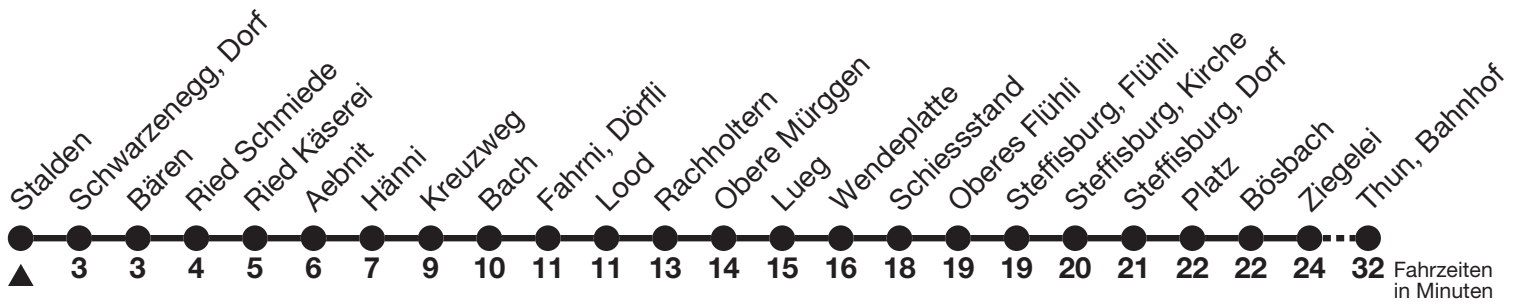 Stalden
Schwarzenegg, Dorf
Bären
Ried Schmiede
Ried Käserei
Aebnit
Hänni
Kreuzweg
Bach
Fahrni, Dörfli
Lood
Rachholtern
Obere Mürggen
Lueg
Wendeplatte
Schiessstand
Oberes Flühli
Steffisburg, Flühli
Steffisburg, Kirche
Steffisburg, Dorf
Platz
Bösbach
Ziegelei
Thun, Bahnhof
3 3 4 5 6 7 9 10 11 11 13 14 15 16 18 19 19 20 21 22 22 24 32 Fahrzeiten
in Minuten